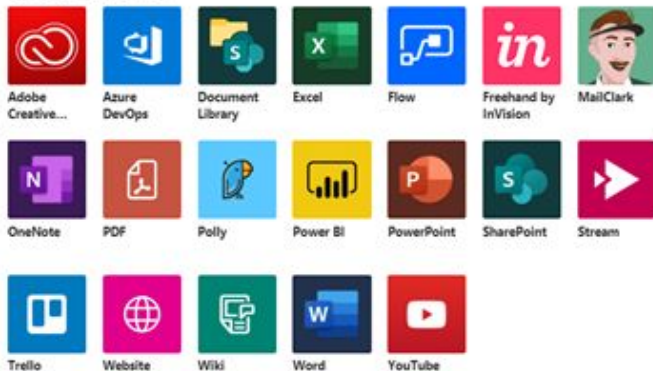 Adobe Creative...
Azure DevOps
Document Library
X
Excel
Flow
in
Freehand by InVision
MailClark
S
N
OneNote
PDF
Polly
Power BI
P
PowerPoint
S
SharePoint
Stream
Trello
Website
Wiki
W
Word
YouTube